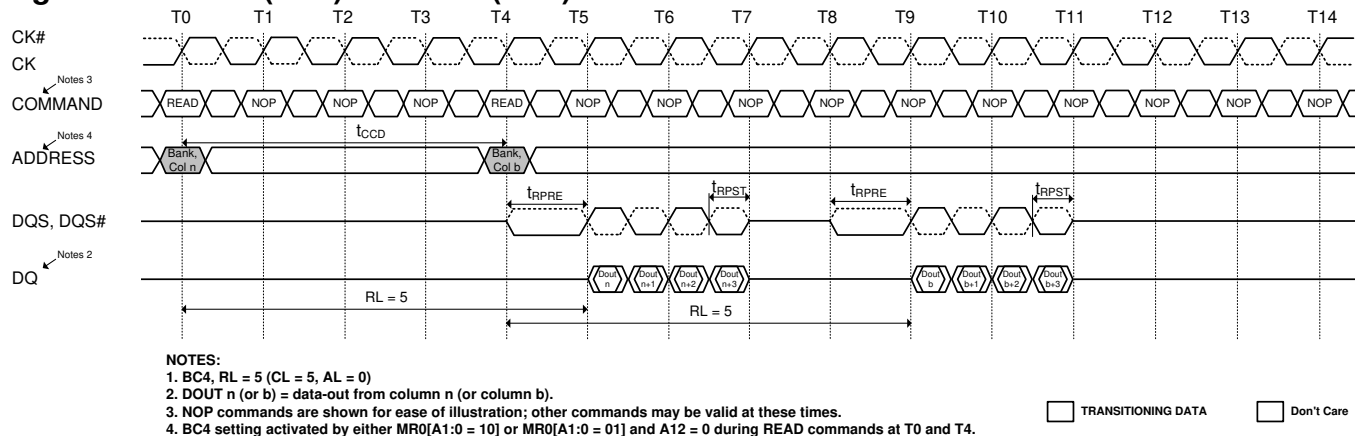 T0 T1 T2 T3 T4 T5 T6 T7 T8 T9 T10 T11 T12 T13 T14
CK#
CK
Notes 3
COMMAND READ NOP NOP NOP READ NOP NOP NOP NOP NOP NOP NOP NOP NOP NOP
tCCD
Notes 4
ADDRESS Bank, Col n Bank, Col b
tRPRE tRPST tRPRE tRPST
DQS, DQS#
Notes 2
DQ Dout n Dout n+1 Dout n+2 Dout n+3 Dout b Dout b+1 Dout b+2 Dout b+3
RL = 5
RL = 5
NOTES:
1. BC4, RL = 5 (CL = 5, AL = 0)
2. DOUT n (or b) = data-out from column n (or column b).
3. NOP commands are shown for ease of illustration; other commands may be valid at these times.
4. BC4 setting activated by either MR0[A1:0 = 10] or MR0[A1:0 = 01] and A12 = 0 during READ commands at T0 and T4.
TRANSITIONING DATA Don't Care